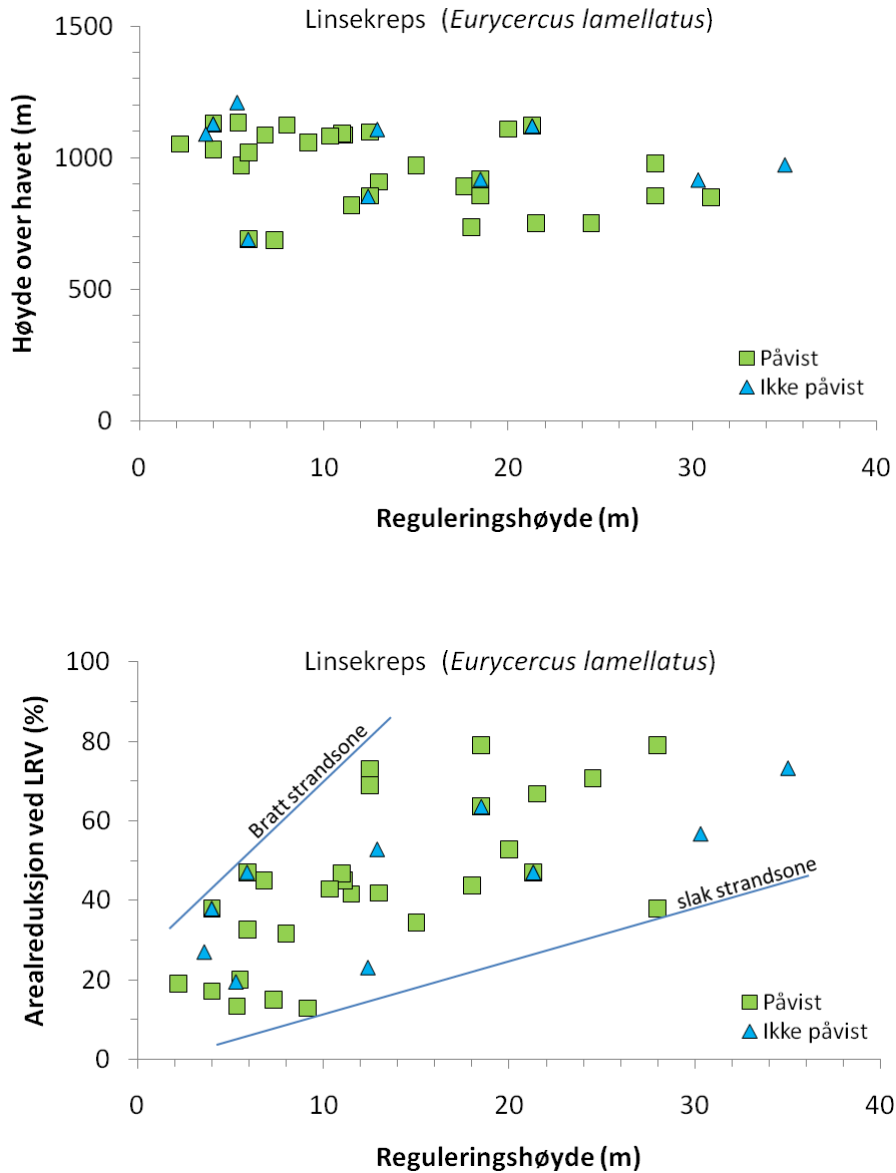 Linsekreps (Eurycercus lamellatus)
1500
1000
500
0
Høyde over havet (m)
Påvist
Ikke påvist
0 10 20 30 40
Reguleringshøyde (m)
Linsekreps (Eurycercus lamellatus)
100
80
60
40
20
0
Arealreduksjon ved LRV (%)
Bratt strandsone
slak strandsone
Påvist
Ikke påvist
0 10 20 30 40
Reguleringshøyde (m)